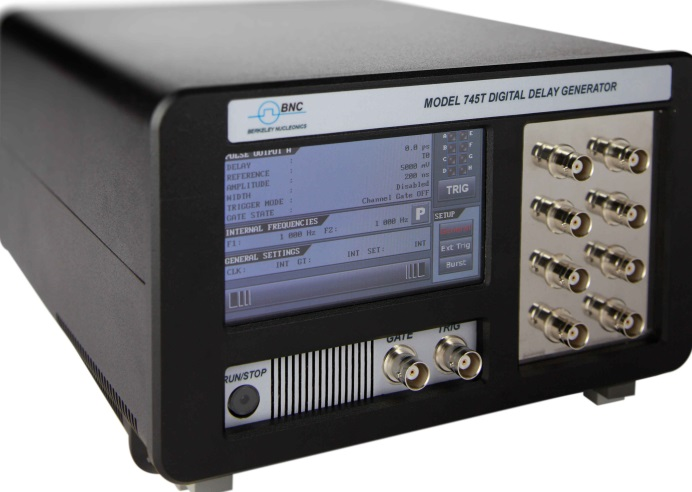 BNC
BERKELEY NUCLEONICS
MODEL 745T DIGITAL DELAY GENERATOR
PULSE OUTPUT A
DELAY : 0.0 ps
REFERENCE : TR
AMPLITUDE : 5000 mV
WIDTH : 200 ns
TRIGGER MODE : Disabled
GATE STATE : Channel Gate OFF
A E
B F
C G
D H
TRIG
INTERNAL FREQUENCIES
F1: 1 000 Hz F2: 1 000 Hz
P
SETUP
GENERAL SETTINGS
CLK: INT GT: INT SET: INT
Ext Trig
Burst
RUN/STOP
GATE
TRIG